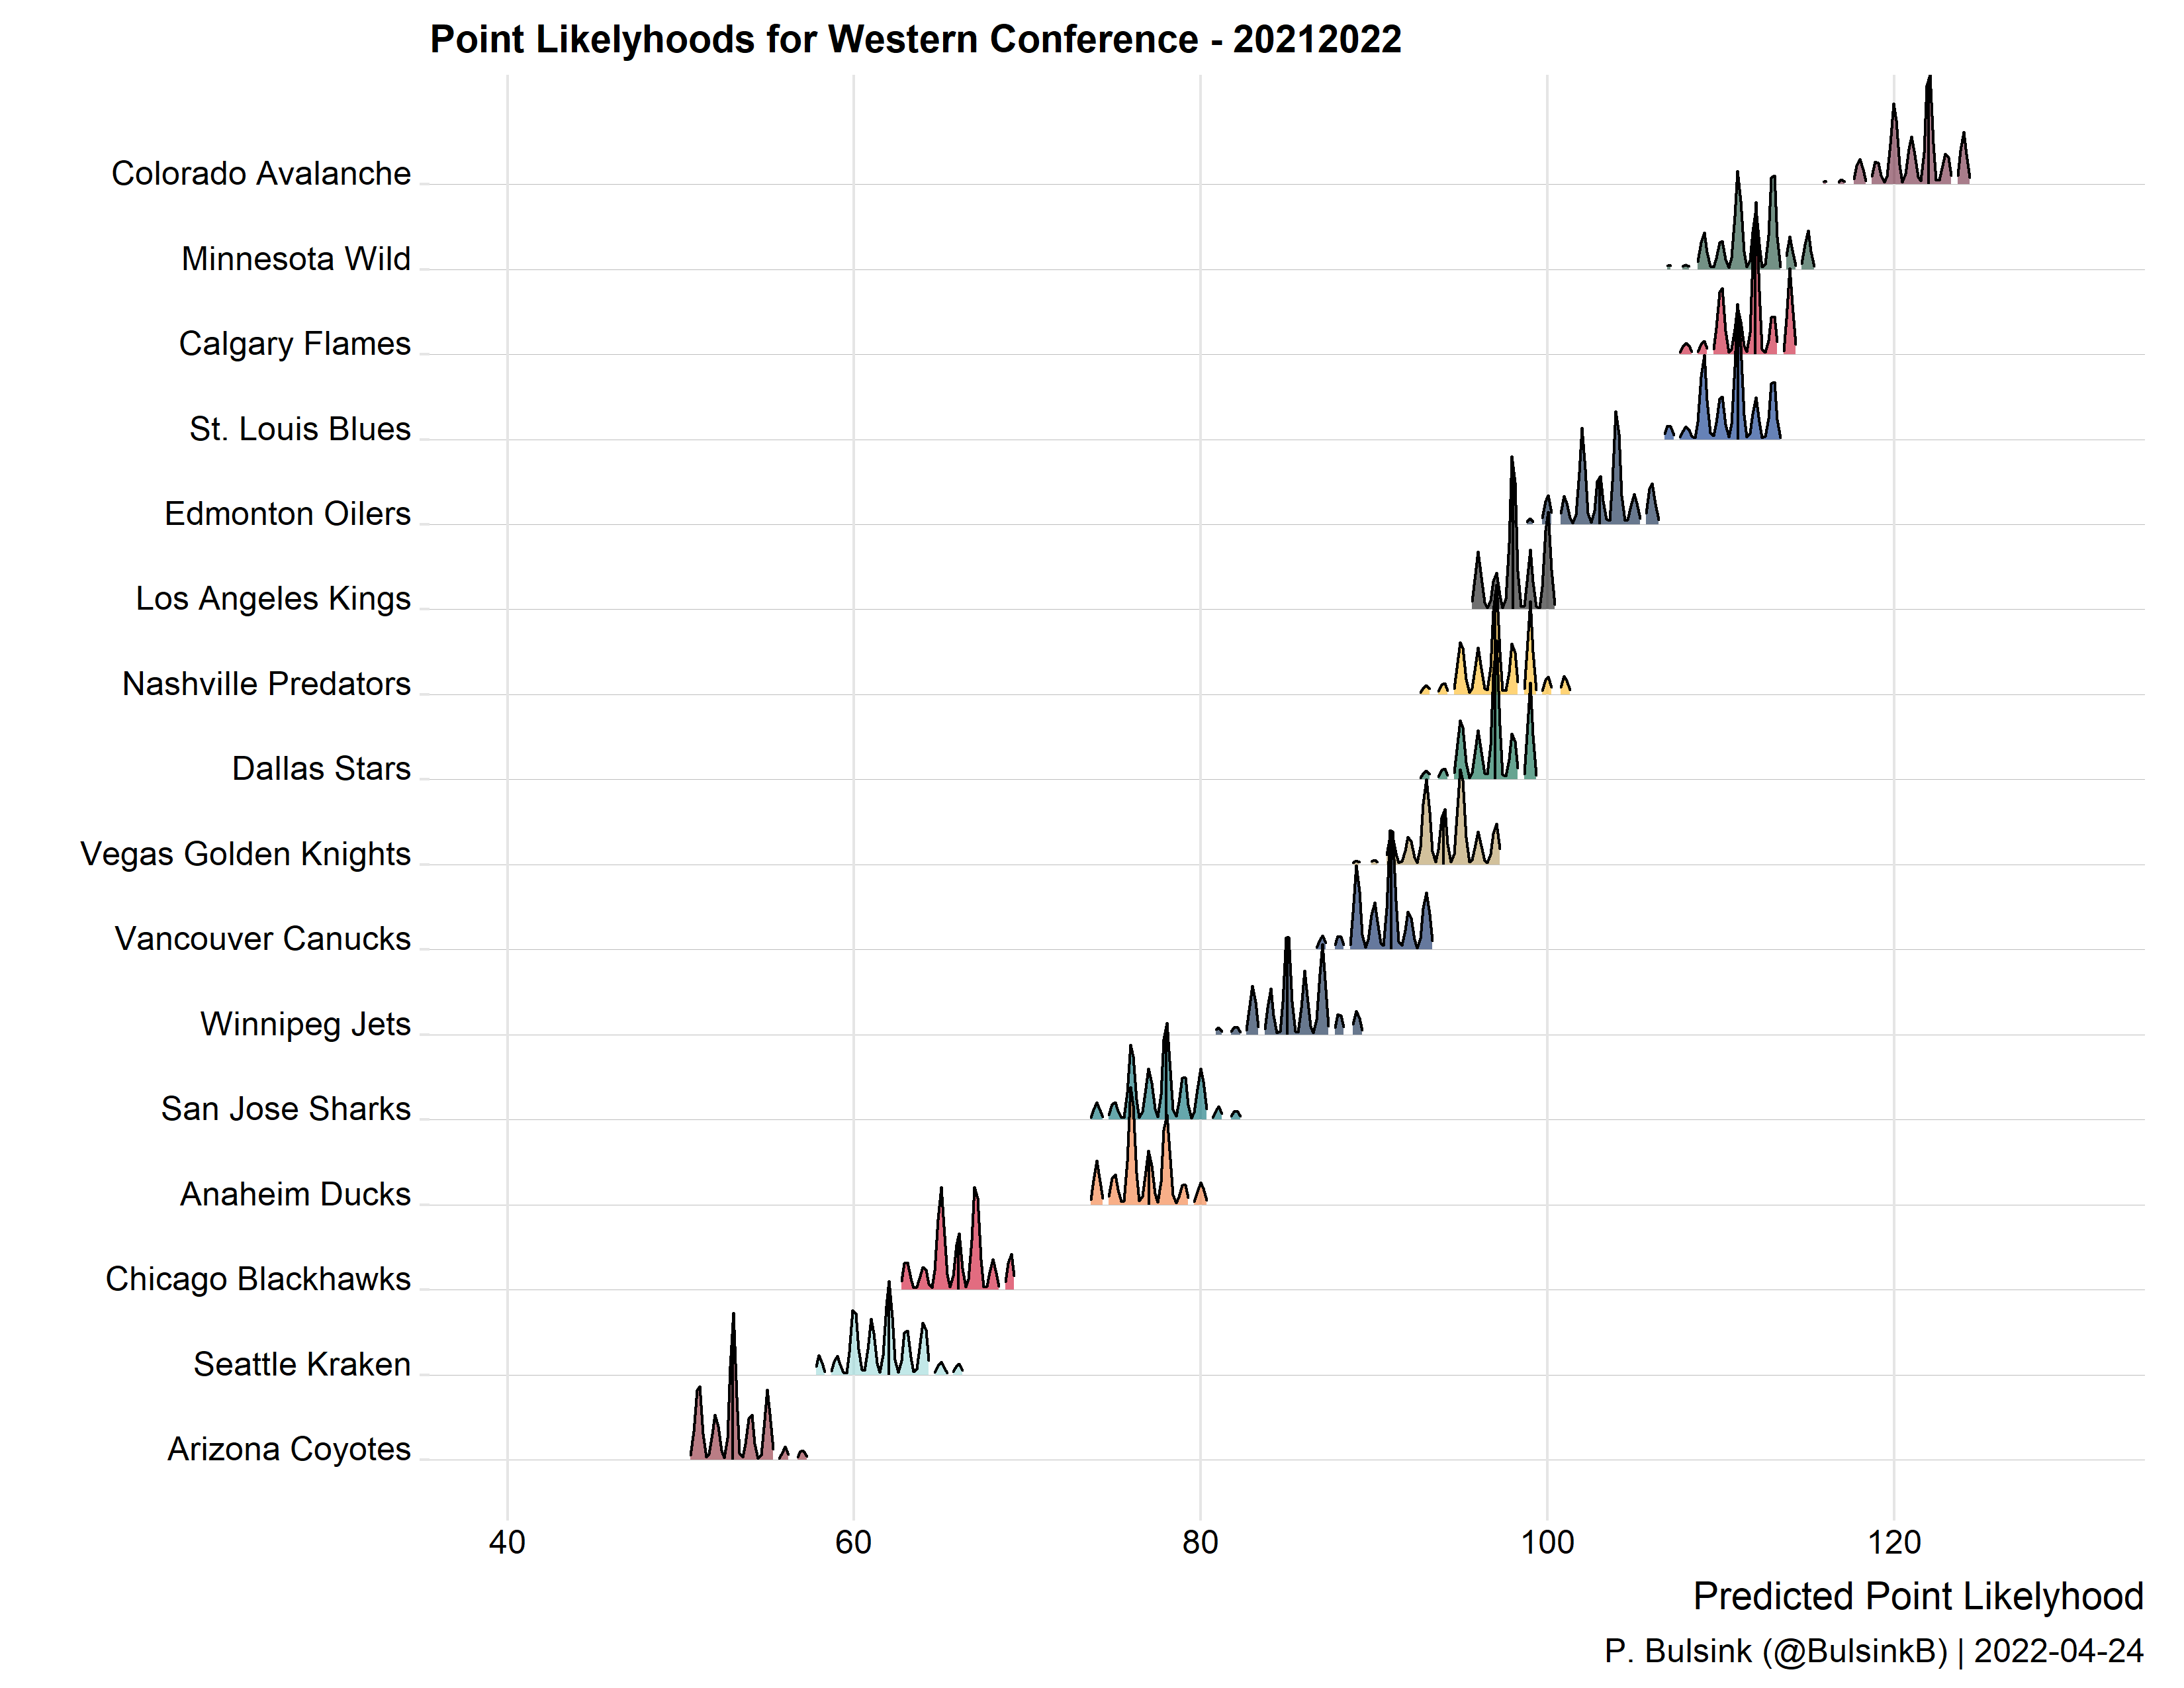 Point Likelyhoods for Western Conference - 20212022
Colorado Avalanche
Minnesota Wild
Calgary Flames
St. Louis Blues
Edmonton Oilers
Los Angeles Kings
Nashville Predators
Dallas Stars
Vegas Golden Knights
Vancouver Canucks
Winnipeg Jets
San Jose Sharks
Anaheim Ducks
Chicago Blackhawks
Seattle Kraken
Arizona Coyotes
40 60 80 100 120
Predicted Point Likelyhood
P. Bulsink (@BulsinkB) | 2022-04-24